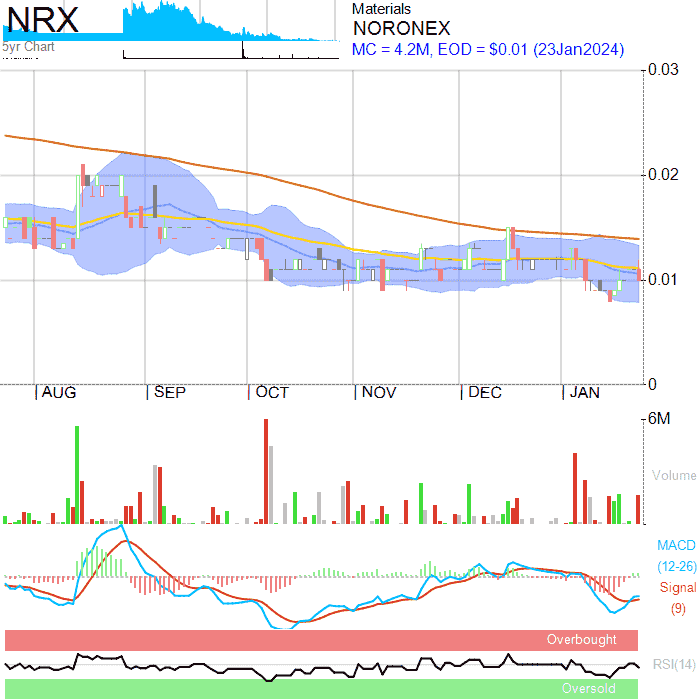 NRX
5yr Chart
Materials
NORONEX
MC = 4.2M, EOD = $0.01 (23Jan2024)
0.03
0.02
0.01
0
AUG SEP OCT NOV DEC JAN
6M
Volume
MACD
(12-26)
Signal
(9)
Overbought
RSI(14)
Oversold